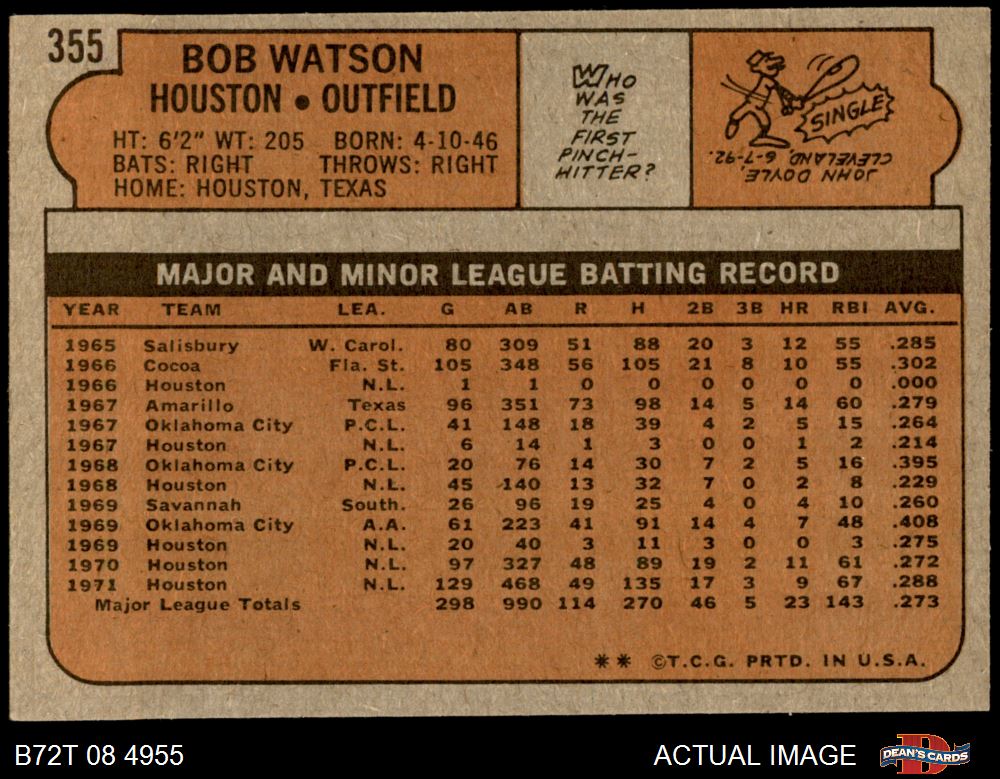 355
BOB WATSON
HOUSTON • OUTFIELD
HT: 6'2" WT: 205 BORN: 4-10-46
BATS: RIGHT THROWS: RIGHT
HOME: HOUSTON, TEXAS
WHO
WAS
THE
FIRST
PINCH-
HITTER?
SINGLE
JOHN DOYLE,
CLEVELAND, 6-7-92.
MAJOR AND MINOR LEAGUE BATTING RECORD
YEAR TEAM LEA. G AB R H 2B 3B HR RBI AVG.
1965 Salisbury W. Carol. 80 309 51 88 20 3 12 55 .285
1966 Cocoa Fla. St. 105 348 56 105 21 8 10 55 .302
1966 Houston N.L. 1 1 0 0 0 0 0 0 .000
1967 Amarillo Texas 96 351 73 98 14 5 14 60 .279
1967 Oklahoma City P.C.L. 41 148 18 39 4 2 5 15 .264
1967 Houston N.L. 6 14 1 3 0 0 1 2 .214
1968 Oklahoma City P.C.L. 20 76 14 30 7 2 5 16 .395
1968 Houston N.L. 45 140 13 32 7 0 2 8 .229
1969 Savannah South. 26 96 19 25 4 0 4 10 .260
1969 Oklahoma City A.A. 61 223 41 91 14 4 7 48 .408
1969 Houston N.L. 20 40 3 11 3 0 0 3 .275
1970 Houston N.L. 97 327 48 89 19 2 11 61 .272
1971 Houston N.L. 129 468 49 135 17 3 9 67 .288
Major League Totals 298 990 114 270 46 5 23 143 .273
** ©T.C.G. PRTD. IN U.S.A.
B72T 08 4955
ACTUAL IMAGE
DEAN'S CARDS